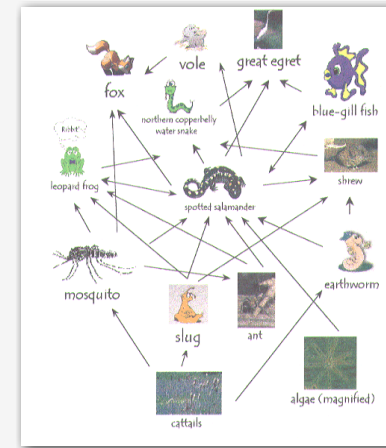 vole
great egret
fox
northern copperbelly
water snake
blue-gill fish
leopard frog
spotted salamander
shrew
mosquito
earthworm
slug
ant
algae (magnified)
cattails